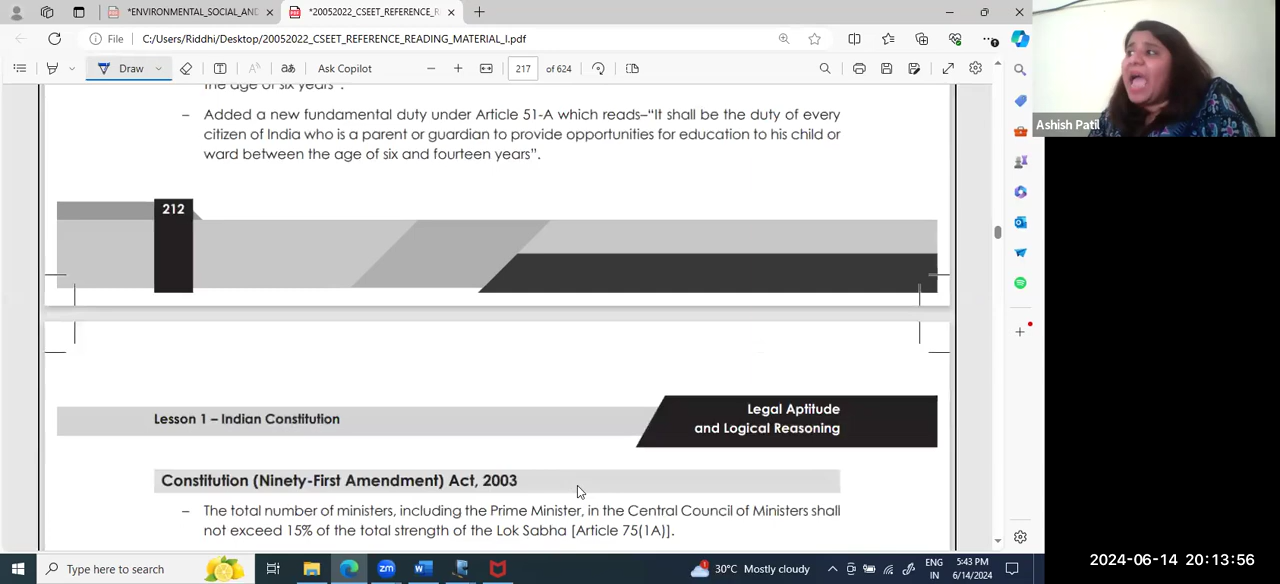 *ENVIRONMENTAL_SOCIAL_AND_
*20052022_CSEET_REFERENCE_R
File C:/Users/Riddhi/Desktop/20052022_CSEET_REFERENCE_READING_MATERIAL_I.pdf
Draw
Ask Copilot
217 of 624
the age of six years".
– Added a new fundamental duty under Article 51-A which reads–"It shall be the duty of every
citizen of India who is a parent or guardian to provide opportunities for education to his child or
ward between the age of six and fourteen years".
212
Lesson 1 – Indian Constitution
Legal Aptitude
and Logical Reasoning
Constitution (Ninety-First Amendment) Act, 2003
– The total number of ministers, including the Prime Minister, in the Central Council of Ministers shall
not exceed 15% of the total strength of the Lok Sabha [Article 75(1A)].
Ashish Patil
Type here to search
30°C Mostly cloudy
ENG
IN
5:43 PM
6/14/2024
2024-06-14 20:13:56